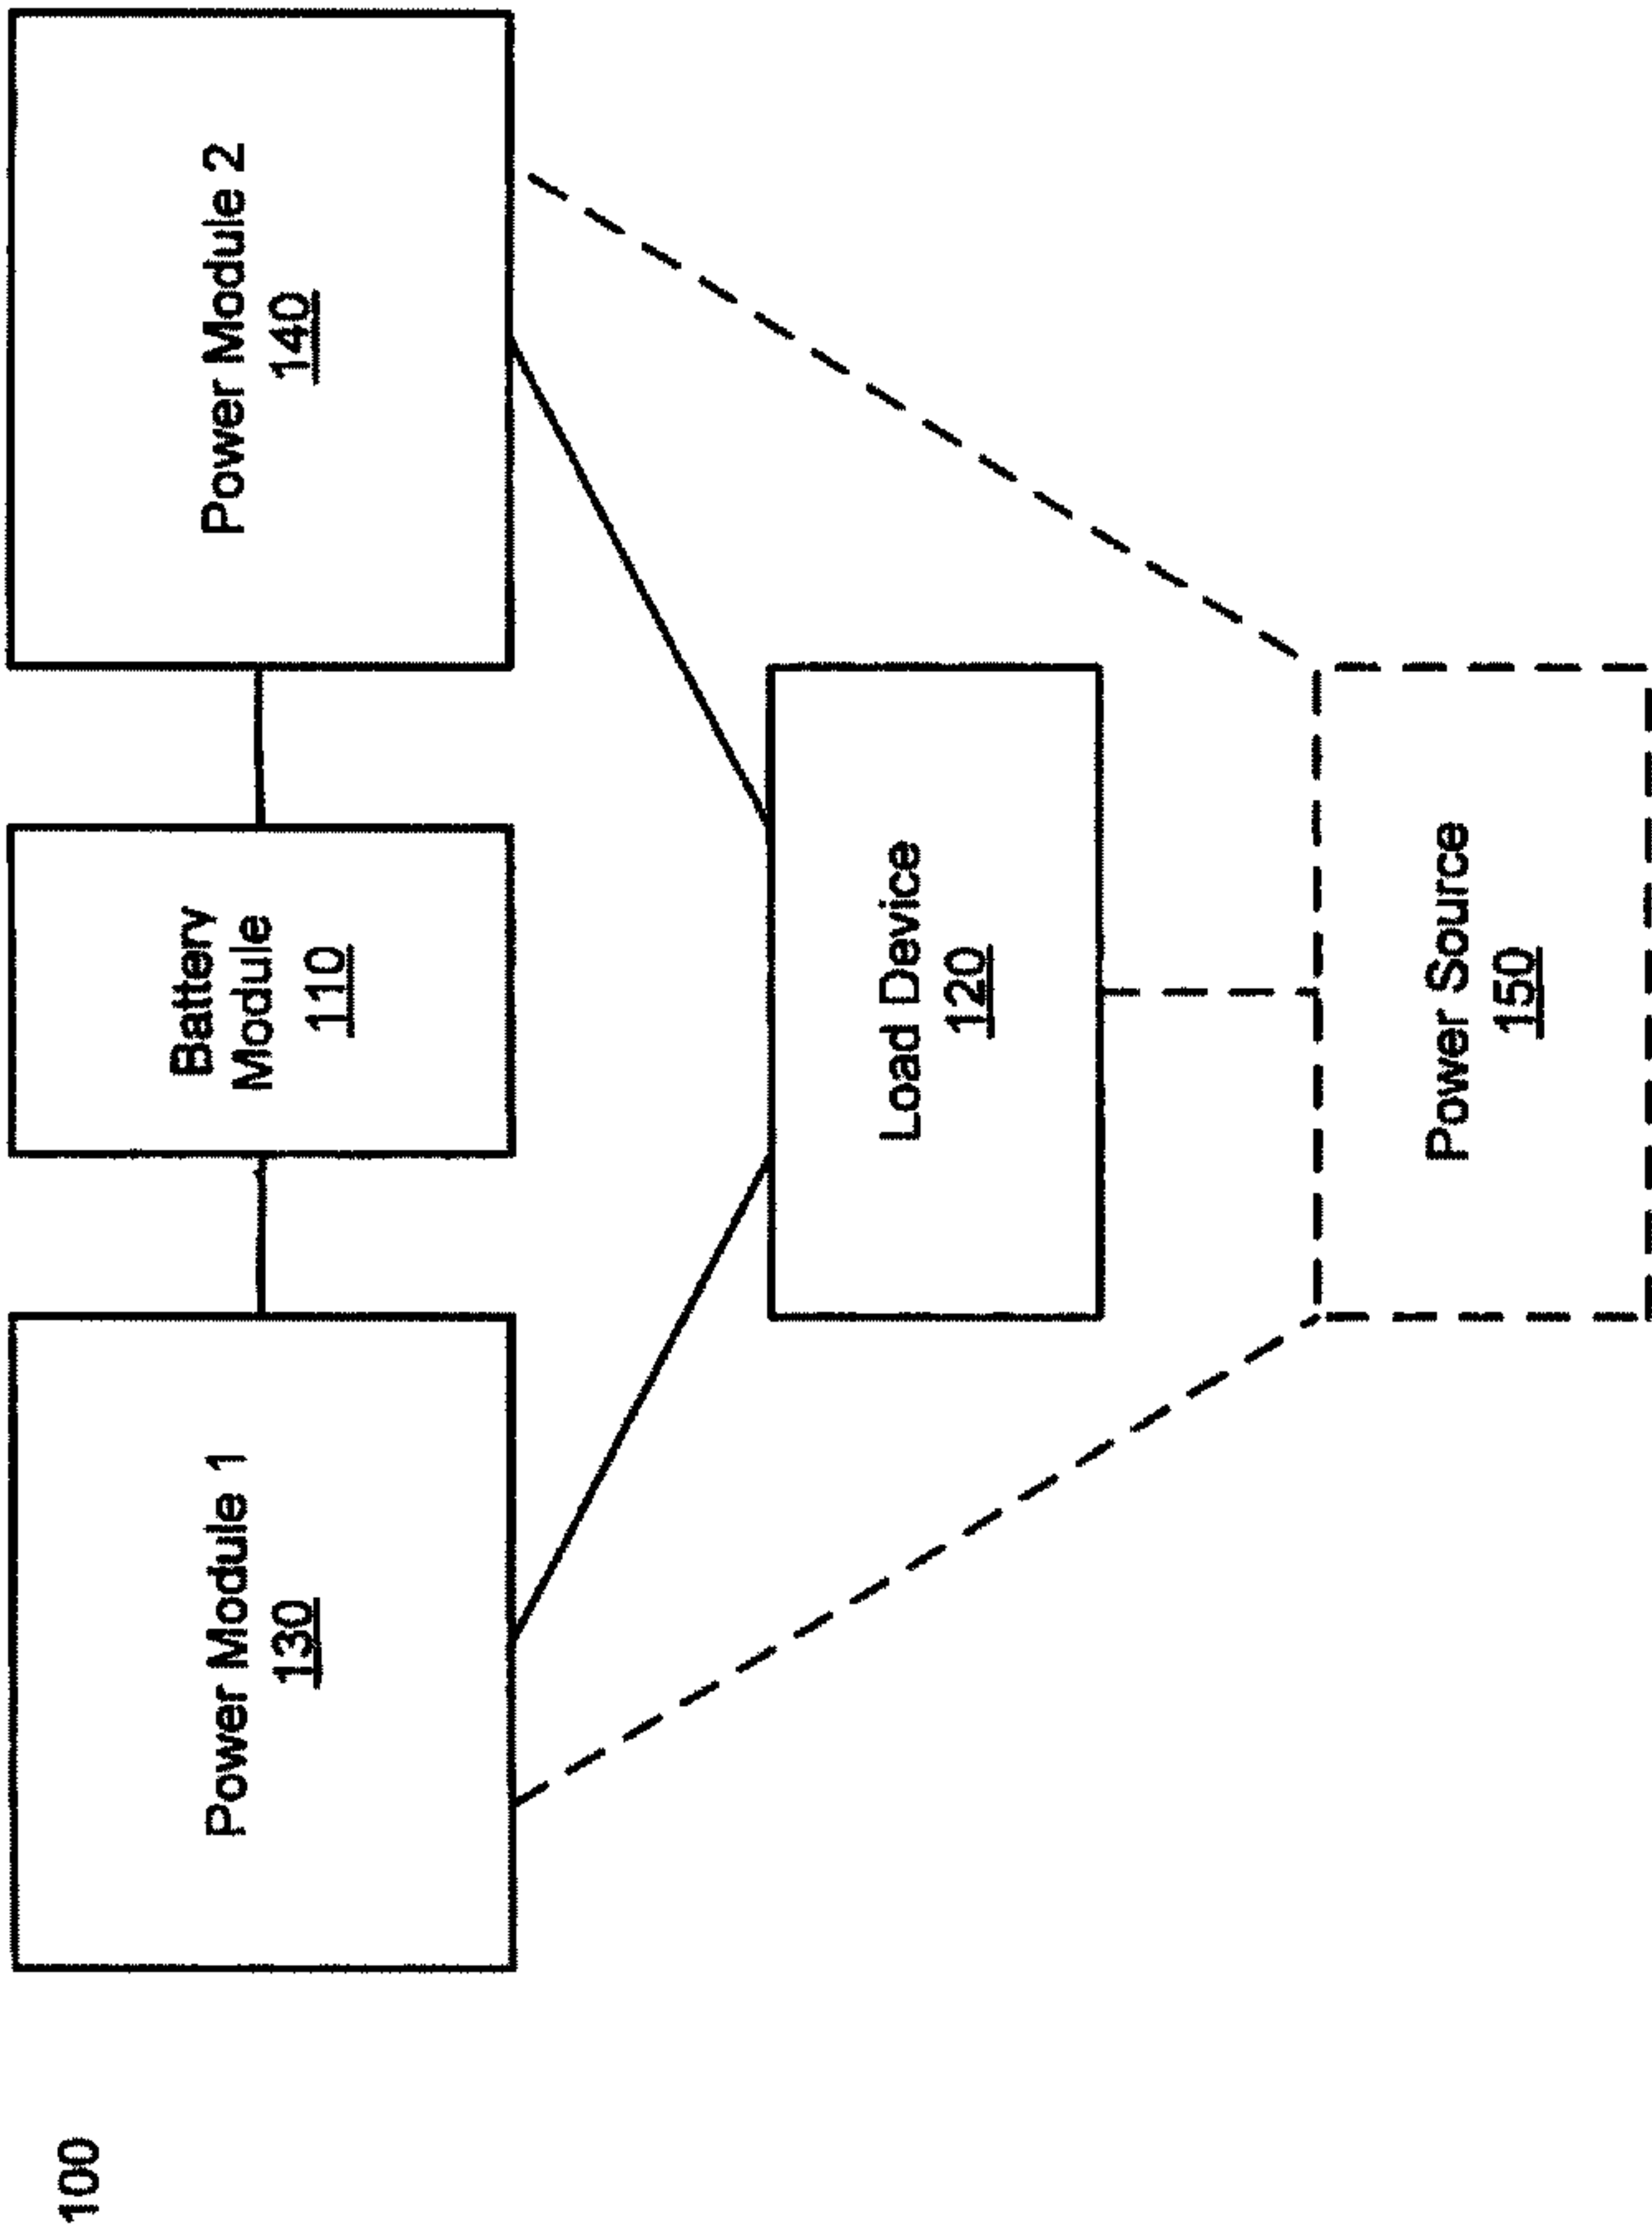 100
Power Module 1
130
Battery
Module
110
Power Module 2
140
Load Device
120
Power Source
150